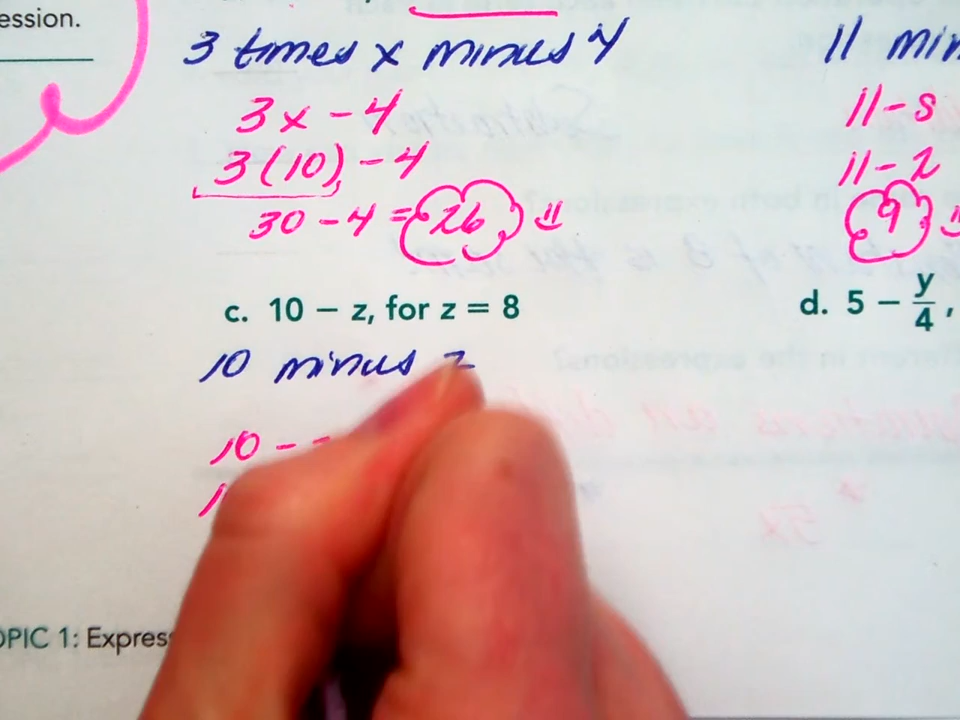 ession.
3 times x minus 4
3x - 4
3(10) - 4
30 - 4 = 26
11 min
11 - s
11 - 2
9
c. 10 − z, for z = 8
10 minus z
10 -
d. 5 − y/4,
OPIC 1: Express